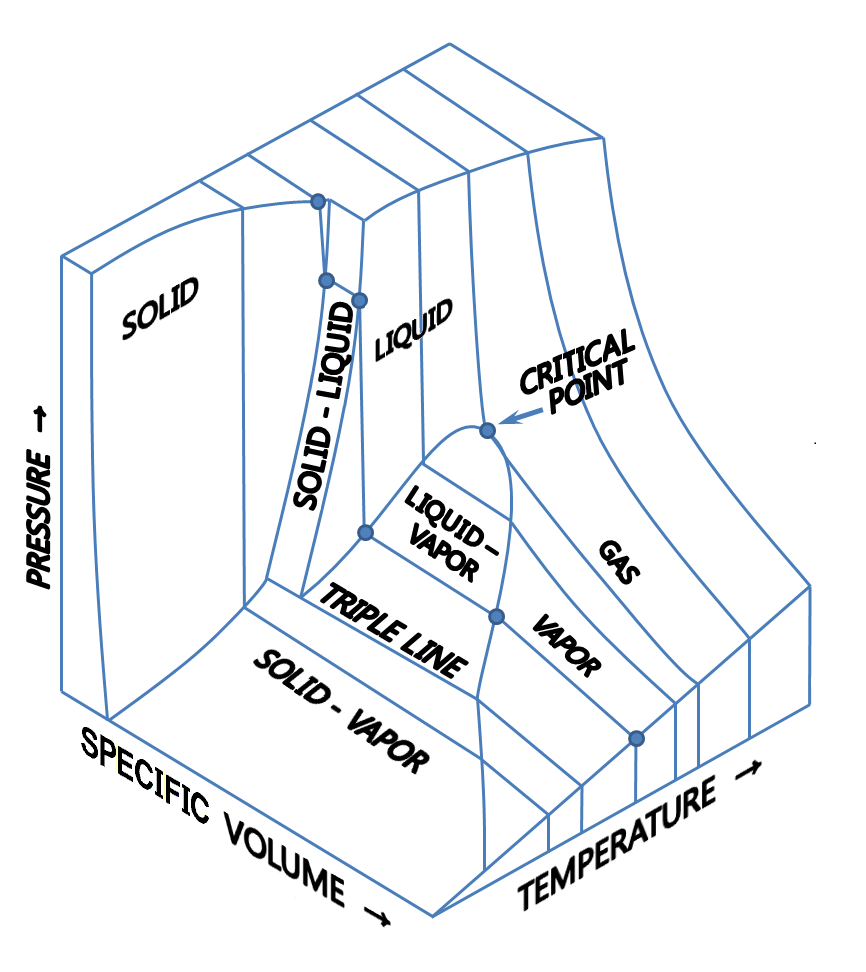 SOLID
SOLID - LIQUID
LIQUID
CRITICAL
POINT
PRESSURE →
LIQUID –
VAPOR
GAS
TRIPLE LINE
VAPOR
SOLID - VAPOR
SPECIFIC VOLUME →
TEMPERATURE →